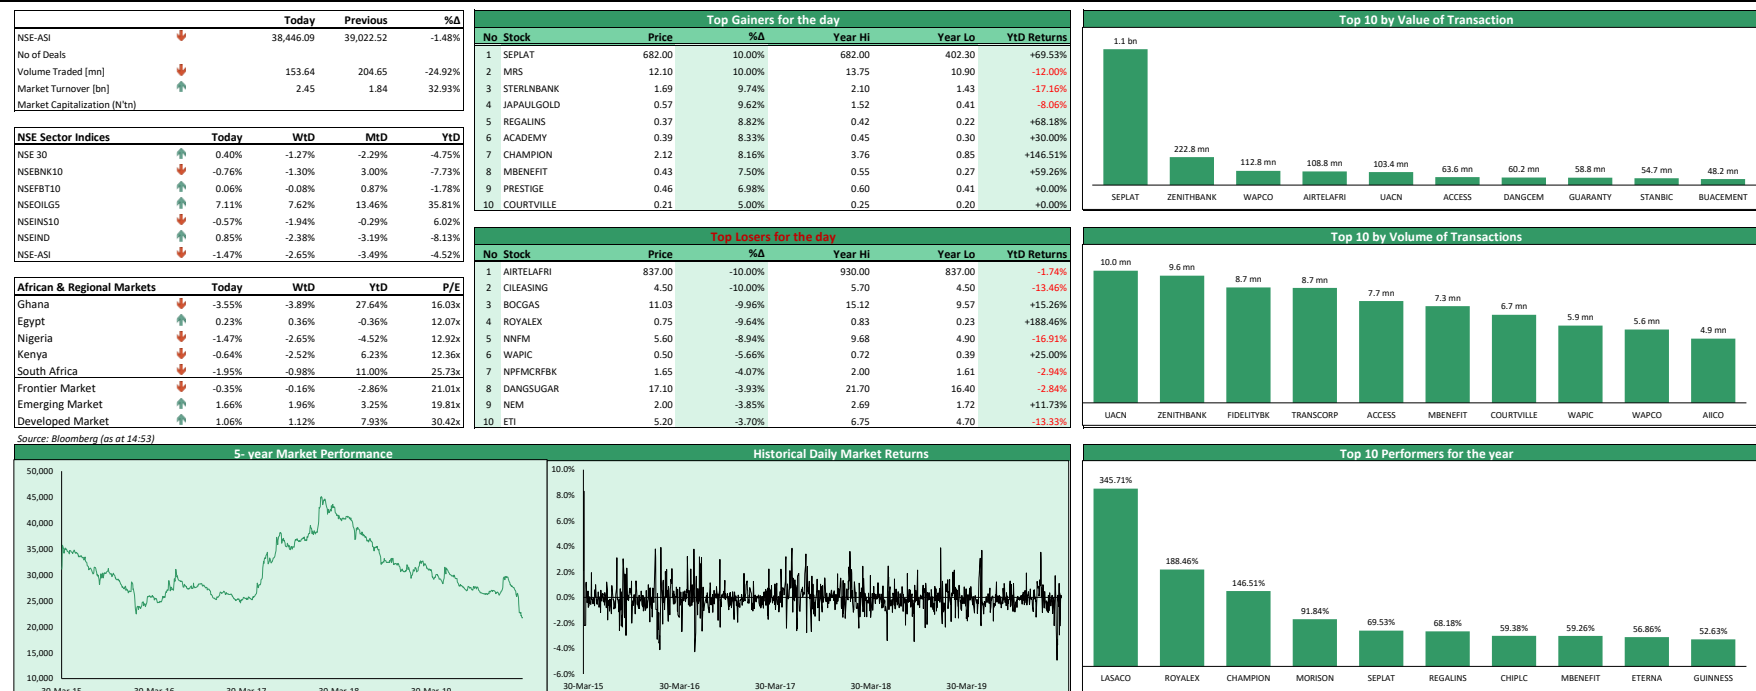 Today Previous %Δ
NSE-ASI 38,446.09 39,022.52 -1.48%
No of Deals
Volume Traded [mn] 153.64 204.65 -24.92%
Market Turnover [bn] 2.45 1.84 32.93%
Market Capitalization (N'tn)
NSE Sector Indices Today WtD MtD YtD
NSE 30 0.40% -1.27% -2.29% -4.75%
NSEBNK10 -0.76% -1.30% 3.00% -7.73%
NSEFBT10 0.06% -0.08% 0.87% -1.78%
NSEOILG5 7.11% 7.62% 13.46% 35.81%
NSEINS10 -0.57% -1.94% -0.29% 6.02%
NSEIND 0.85% -2.38% -3.19% -8.13%
NSE-ASI -1.47% -2.65% -3.49% -4.52%
African & Regional Markets Today WtD YtD P/E
Ghana -3.55% -3.89% 27.64% 16.03x
Egypt 0.23% 0.36% -0.36% 12.07x
Nigeria -1.47% -2.65% -4.52% 12.92x
Kenya -0.64% -2.52% 6.23% 12.36x
South Africa -1.95% -0.98% 11.00% 25.73x
Frontier Market -0.35% -0.16% -2.86% 21.01x
Emerging Market 1.66% 1.96% 3.25% 19.81x
Developed Market 1.06% 1.12% 7.93% 30.42x
Source: Bloomberg (as at 14:53)
Top Gainers for the day
No Stock Price %Δ Year Hi Year Lo YtD Returns
1 SEPLAT 682.00 10.00% 682.00 402.30 +69.53%
2 MRS 12.10 10.00% 13.75 10.90 -12.00%
3 STERLNBANK 1.69 9.74% 2.10 1.43 -17.16%
4 JAPAULGOLD 0.57 9.62% 1.52 0.41 -8.06%
5 REGALINS 0.37 8.82% 0.42 0.22 +68.18%
6 ACADEMY 0.39 8.33% 0.45 0.30 +30.00%
7 CHAMPION 2.12 8.16% 3.76 0.85 +146.51%
8 MBENEFIT 0.43 7.50% 0.55 0.27 +59.26%
9 PRESTIGE 0.46 6.98% 0.60 0.41 +0.00%
10 COURTVILLE 0.21 5.00% 0.25 0.20 +0.00%
Top Losers for the day
No Stock Price %Δ Year Hi Year Lo YtD Returns
1 AIRTELAFRI 837.00 -10.00% 930.00 837.00 -1.74%
2 CILEASING 4.50 -10.00% 5.70 4.50 -13.46%
3 BOCGAS 11.03 -9.96% 15.12 9.57 +15.26%
4 ROYALEX 0.75 -9.64% 0.83 0.23 +188.46%
5 NNFM 5.60 -8.94% 9.68 4.90 -16.91%
6 WAPIC 0.50 -5.66% 0.72 0.39 +25.00%
7 NPFMCRFBK 1.65 -4.07% 2.00 1.61 -2.94%
8 DANGSUGAR 17.10 -3.93% 21.70 16.40 -2.84%
9 NEM 2.00 -3.85% 2.69 1.72 +11.73%
10 ETI 5.20 -3.70% 6.75 4.70 -13.33%
Top 10 by Value of Transaction
1.1 bn 222.8 mn 112.8 mn 108.8 mn 103.4 mn 63.6 mn 60.2 mn 58.8 mn 54.7 mn 48.2 mn
SEPLAT ZENITHBANK WAPCO AIRTELAFRI UACN ACCESS DANGCEM GUARANTY STANBIC BUACEMENT
Top 10 by Volume of Transactions
10.0 mn 9.6 mn 8.7 mn 8.7 mn 7.7 mn 7.3 mn 6.7 mn 5.9 mn 5.6 mn 4.9 mn
UACN ZENITHBANK FIDELITYBK TRANSCORP ACCESS MBENEFIT COURTVILLE WAPIC WAPCO AIICO
5- year Market Performance
50,000
45,000
40,000
35,000
30,000
25,000
20,000
15,000
10,000
30-Mar-15 30-Mar-16 30-Mar-17 30-Mar-18 30-Mar-19
Historical Daily Market Returns
10.0%
8.0%
6.0%
4.0%
2.0%
0.0%
-2.0%
-4.0%
-6.0%
30-Mar-15 30-Mar-16 30-Mar-17 30-Mar-18 30-Mar-19
Top 10 Performers for the year
345.71% 188.46% 146.51% 91.84% 69.53% 68.18% 59.38% 59.26% 56.86% 52.63%
LASACO ROYALEX CHAMPION MORISON SEPLAT REGALINS CHIPLC MBENEFIT ETERNA GUINNESS